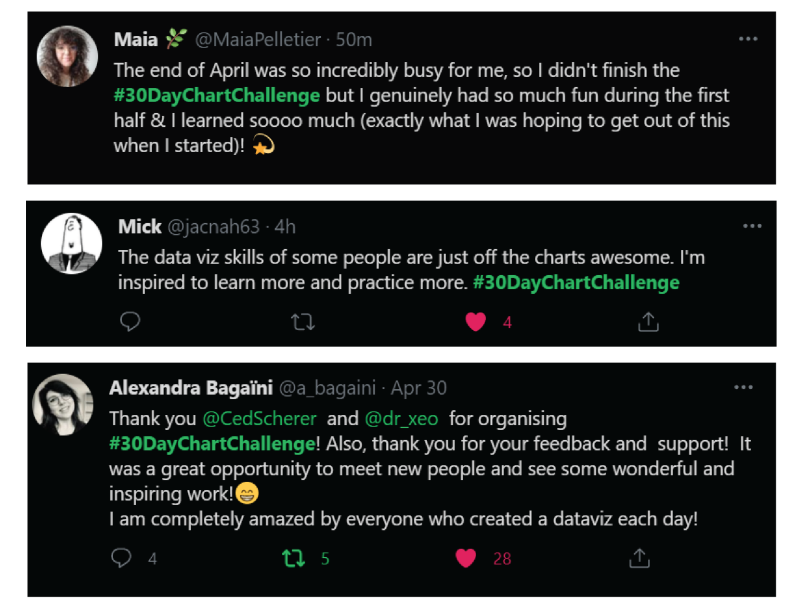 Maia 🌿 @MaiaPelletier · 50m
The end of April was so incredibly busy for me, so I didn't finish the
#30DayChartChallenge but I genuinely had so much fun during the first
half & I learned soooo much (exactly what I was hoping to get out of this
when I started)! 💫
Mick @jacnah63 · 4h
The data viz skills of some people are just off the charts awesome. I'm
inspired to learn more and practice more. #30DayChartChallenge
4
Alexandra Bagaïni @a_bagaini · Apr 30
Thank you @CedScherer and @dr_xeo for organising
#30DayChartChallenge! Also, thank you for your feedback and support! It
was a great opportunity to meet new people and see some wonderful and
inspiring work!😁
I am completely amazed by everyone who created a dataviz each day!
4 5 28